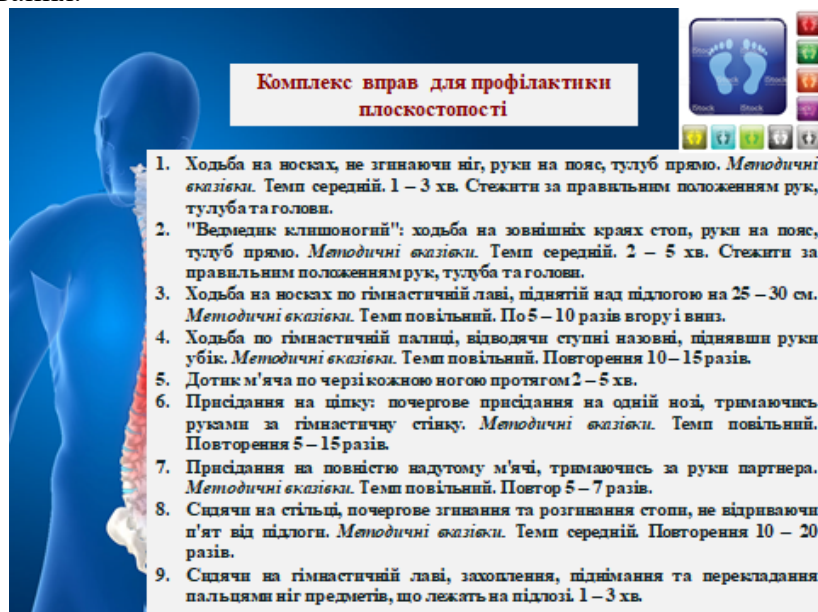 Комплекс вправ для профілактики
плоскостопості
iStock
iStock
iStock
iStock
1. Ходьба на носках, не згинаючи ніг, руки на пояс, тулуб прямо. Методичні
вказівки. Темп середній. 1 – 3 хв. Стежити за правильним положенням рук,
тулуба та голови.
2. "Ведмедик клишоногий": ходьба на зовнішніх краях стоп, руки на пояс,
тулуб прямо. Методичні вказівки. Темп середній. 2 – 5 хв. Стежити за
правильним положенням рук, тулуба та голови.
3. Ходьба на носках по гімнастичній лаві, піднятій над підлогою на 25 – 30 см.
Методичні вказівки. Темп повільний. По 5 – 10 разів вгору і вниз.
4. Ходьба по гімнастичній палиці, відводячи ступні назовні, піднявши руки
убік. Методичні вказівки. Темп повільний. Повторення 10 – 15 разів.
5. Дотик м'яча по черзі кожною ногою протягом 2 – 5 хв.
6. Присідання на ціпку: почергове присідання на одній нозі, тримаючись
руками за гімнастичну стінку. Методичні вказівки. Темп повільний.
Повторення 5 – 15 разів.
7. Присідання на повністю надутому м'ячі, тримаючись за руки партнера.
Методичні вказівки. Темп повільний. Повтор 5 – 7 разів.
8. Сидячи на стільці, почергове згинання та розгинання стопи, не відриваючи
п'ят від підлоги. Методичні вказівки. Темп середній. Повторення 10 – 20
разів.
9. Сидячи на гімнастичній лаві, захоплення, піднімання та перекладання
пальцями ніг предметів, що лежать на підлозі. 1 – 3 хв.